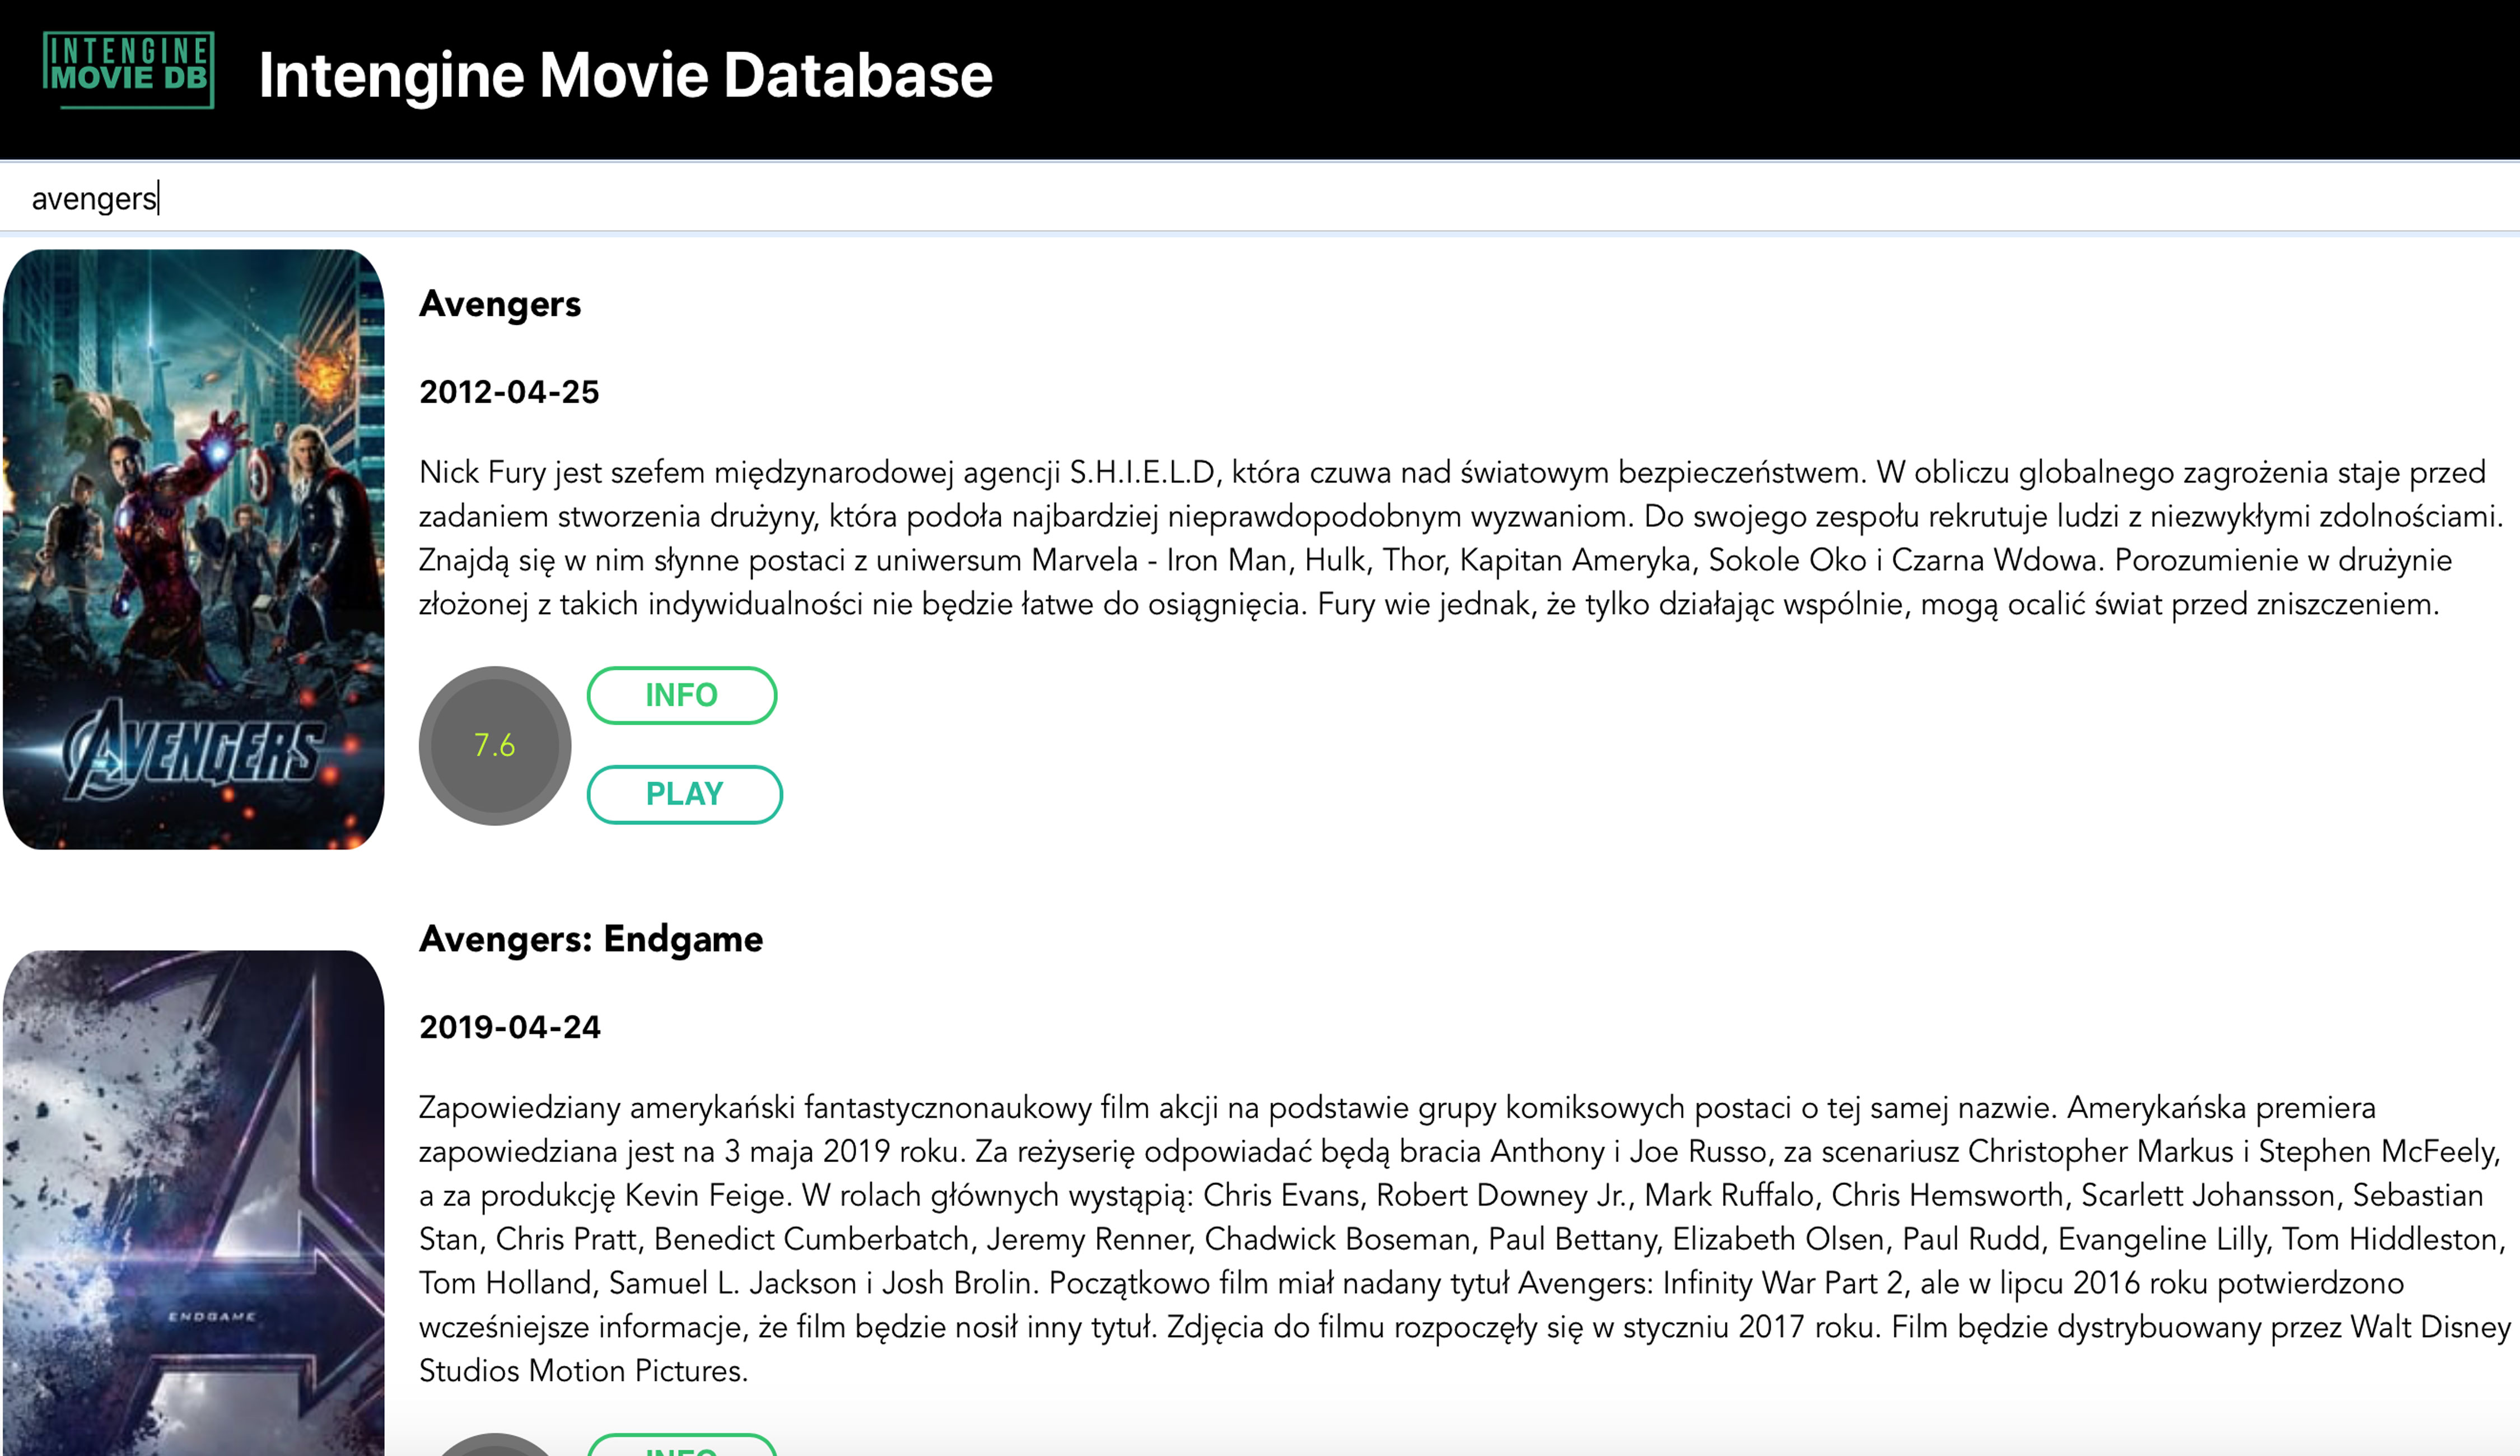 INTENGINE
MOVIE DB
Intengine Movie Database
avengers
Avengers
2012-04-25
Nick Fury jest szefem międzynarodowej agencji S.H.I.E.L.D, która czuwa nad światowym bezpieczeństwem. W obliczu globalnego zagrożenia staje przed
zadaniem stworzenia drużyny, która podoła najbardziej nieprawdopodobnym wyzwaniom. Do swojego zespołu rekrutuje ludzi z niezwykłymi zdolnościami.
Znajdą się w nim słynne postaci z uniwersum Marvela - Iron Man, Hulk, Thor, Kapitan Ameryka, Sokole Oko i Czarna Wdowa. Porozumienie w drużynie
złożonej z takich indywidualności nie będzie łatwe do osiągnięcia. Fury wie jednak, że tylko działając wspólnie, mogą ocalić świat przed zniszczeniem.
AVENGERS
7.6
INFO
PLAY
Avengers: Endgame
2019-04-24
Zapowiedziany amerykański fantastycznonaukowy film akcji na podstawie grupy komiksowych postaci o tej samej nazwie. Amerykańska premiera
zapowiedziana jest na 3 maja 2019 roku. Za reżyserię odpowiadać będą bracia Anthony i Joe Russo, za scenariusz Christopher Markus i Stephen McFeely,
a za produkcję Kevin Feige. W rolach głównych wystąpią: Chris Evans, Robert Downey Jr., Mark Ruffalo, Chris Hemsworth, Scarlett Johansson, Sebastian
Stan, Chris Pratt, Benedict Cumberbatch, Jeremy Renner, Chadwick Boseman, Paul Bettany, Elizabeth Olsen, Paul Rudd, Evangeline Lilly, Tom Hiddleston,
Tom Holland, Samuel L. Jackson i Josh Brolin. Początkowo film miał nadany tytuł Avengers: Infinity War Part 2, ale w lipcu 2016 roku potwierdzono
wcześniejsze informacje, że film będzie nosił inny tytuł. Zdjęcia do filmu rozpoczęły się w styczniu 2017 roku. Film będzie dystrybuowany przez Walt Disney
Studios Motion Pictures.
ENDGAME
INFO